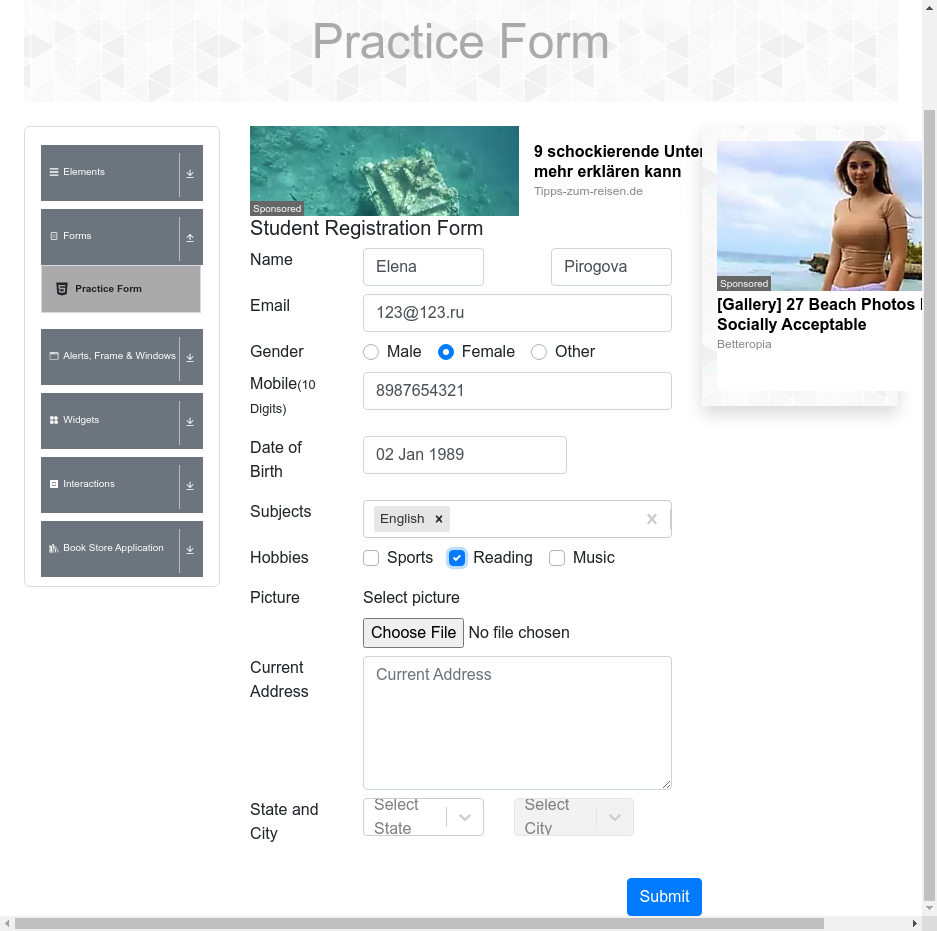 Practice Form
Elements
Forms
Practice Form
Alerts, Frame & Windows
Widgets
Interactions
Book Store Application
Sponsored
9 schockierende Unter
mehr erklären kann
Tipps-zum-reisen.de
Sponsored
[Gallery] 27 Beach Photos
Socially Acceptable
Betteropia
Student Registration Form
Name Elena Pirogova
Email 123@123.ru
Gender Male Female Other
Mobile(10
Digits) 8987654321
Date of
Birth 02 Jan 1989
Subjects English
Hobbies Sports Reading Music
Picture Select picture
Choose File No file chosen
Current
Address Current Address
State and
City
Select
State
Select
City
Submit